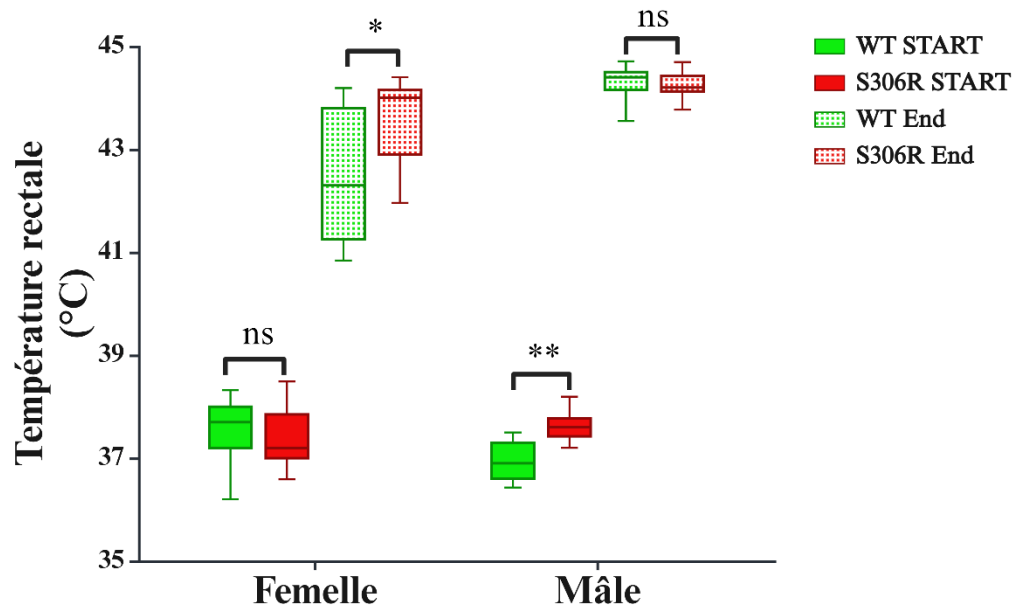 Température rectale
(°C)
45
43
41
39
37
35
ns
*
**
ns
Femelle
Mâle
WT START
S306R START
WT End
S306R End